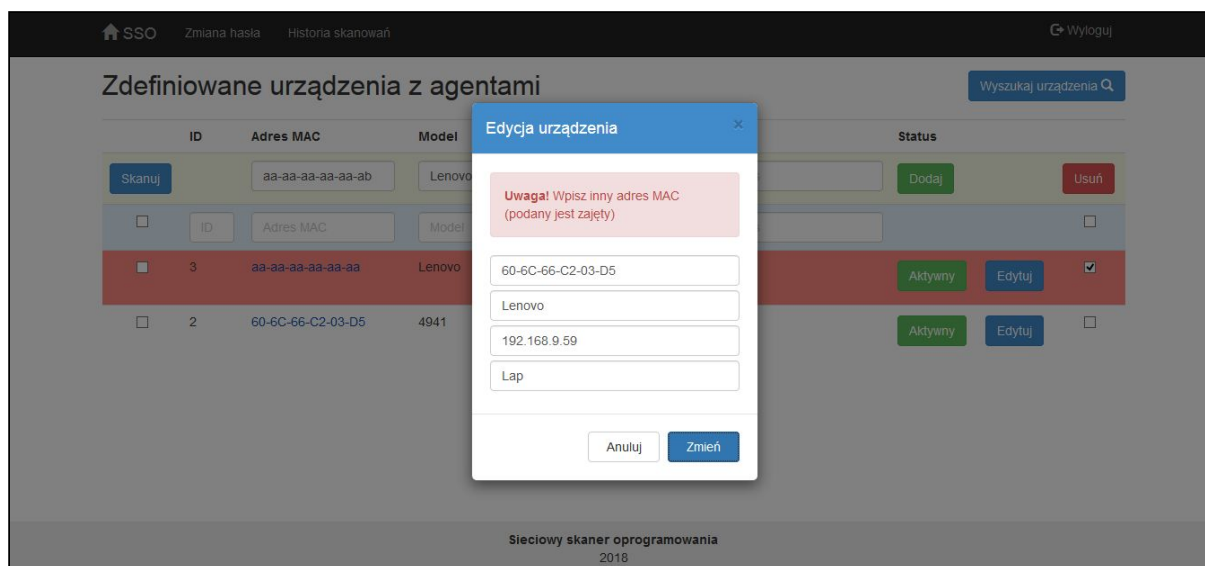 SSO Zmiana hasła Historia skanowań Wyloguj
Zdefiniowane urządzenia z agentami
Wyszukaj urządzenia
ID Adres MAC Model Status
Skanuj aa-aa-aa-aa-aa-ab Lenovo Dodaj Usuń
ID Adres MAC Model
3 aa-aa-aa-aa-aa-aa Lenovo Aktywny Edytuj
2 60-6C-66-C2-03-D5 4941 Aktywny Edytuj
Edycja urządzenia ×
Uwaga! Wpisz inny adres MAC
(podany jest zajęty)
60-6C-66-C2-03-D5
Lenovo
192.168.9.59
Lap
Anuluj Zmień
Sieciowy skaner oprogramowania
2018